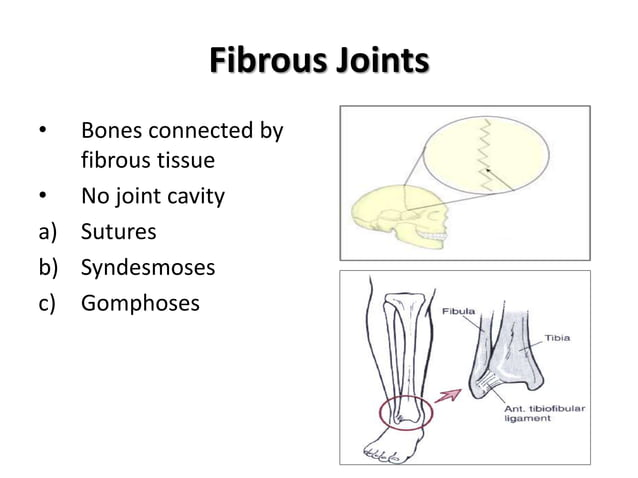 Fibrous Joints
• Bones connected by
fibrous tissue
• No joint cavity
a) Sutures
b) Syndesmoses
c) Gomphoses
Fibula
Tibia
Ant. tibiofibular
ligament